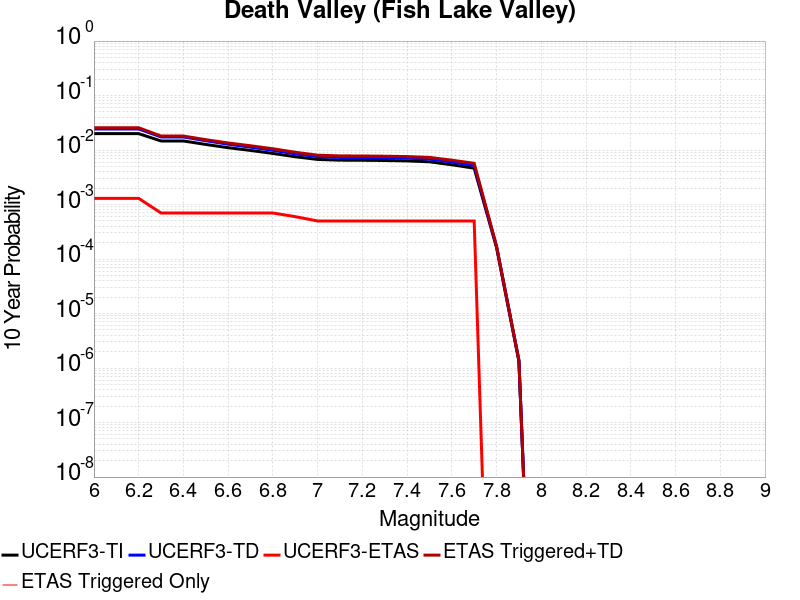 Death Valley (Fish Lake Valley)
10^0
10^-1
10^-2
10^-3
10^-4
10^-5
10^-6
10^-7
10^-8
10 Year Probability
6 6.2 6.4 6.6 6.8 7 7.2 7.4 7.6 7.8 8 8.2 8.4 8.6 8.8 9
Magnitude
UCERF3-TI UCERF3-TD UCERF3-ETAS ETAS Triggered+TD
ETAS Triggered Only